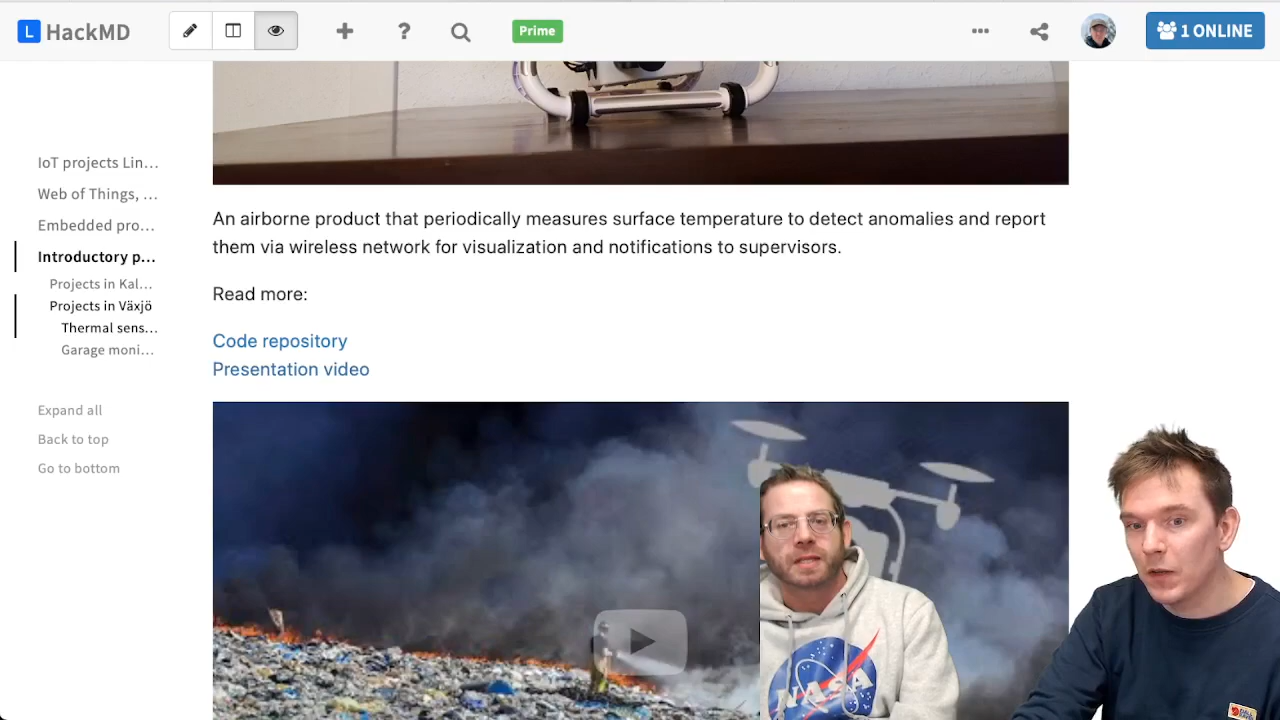 HackMD
Prime
1 ONLINE
IoT projects Lin…
Web of Things, …
Embedded pro…
Introductory p…
Projects in Kal…
Projects in Växjö
Thermal sens…
Garage moni…
Expand all
Back to top
Go to bottom
An airborne product that periodically measures surface temperature to detect anomalies and report
them via wireless network for visualization and notifications to supervisors.
Read more:
Code repository
Presentation video
NASA